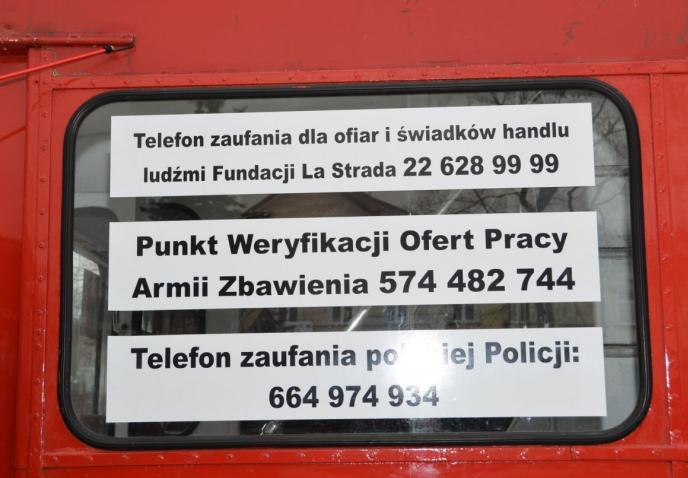 Telefon zaufania dla ofiar i świadków handlu
ludźmi Fundacji La Strada 22 628 99 99
Punkt Weryfikacji Ofert Pracy
Armii Zbawienia 574 482 744
Telefon zaufania Policji:
664 974 934